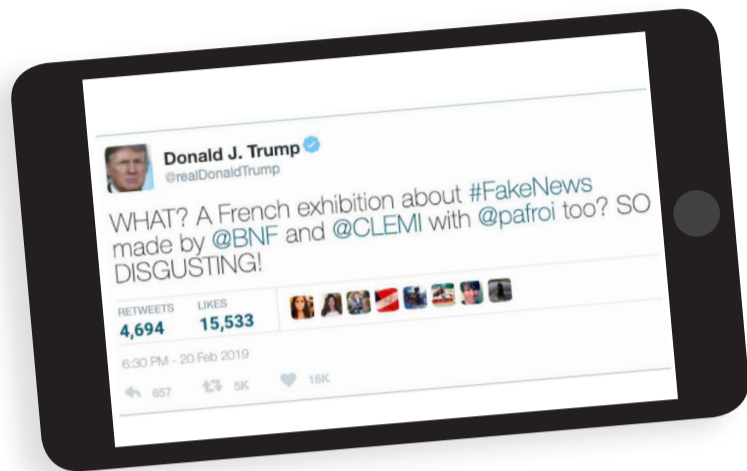 Donald J. Trump
@realDonaldTrump
WHAT? A French exhibition about #FakeNews
made by @BNF and @CLEMI with @pafroi too? SO
DISGUSTING!
RETWEETS LIKES
4,694 15,533
6:30 PM - 20 Feb 2019
657 5K 16K